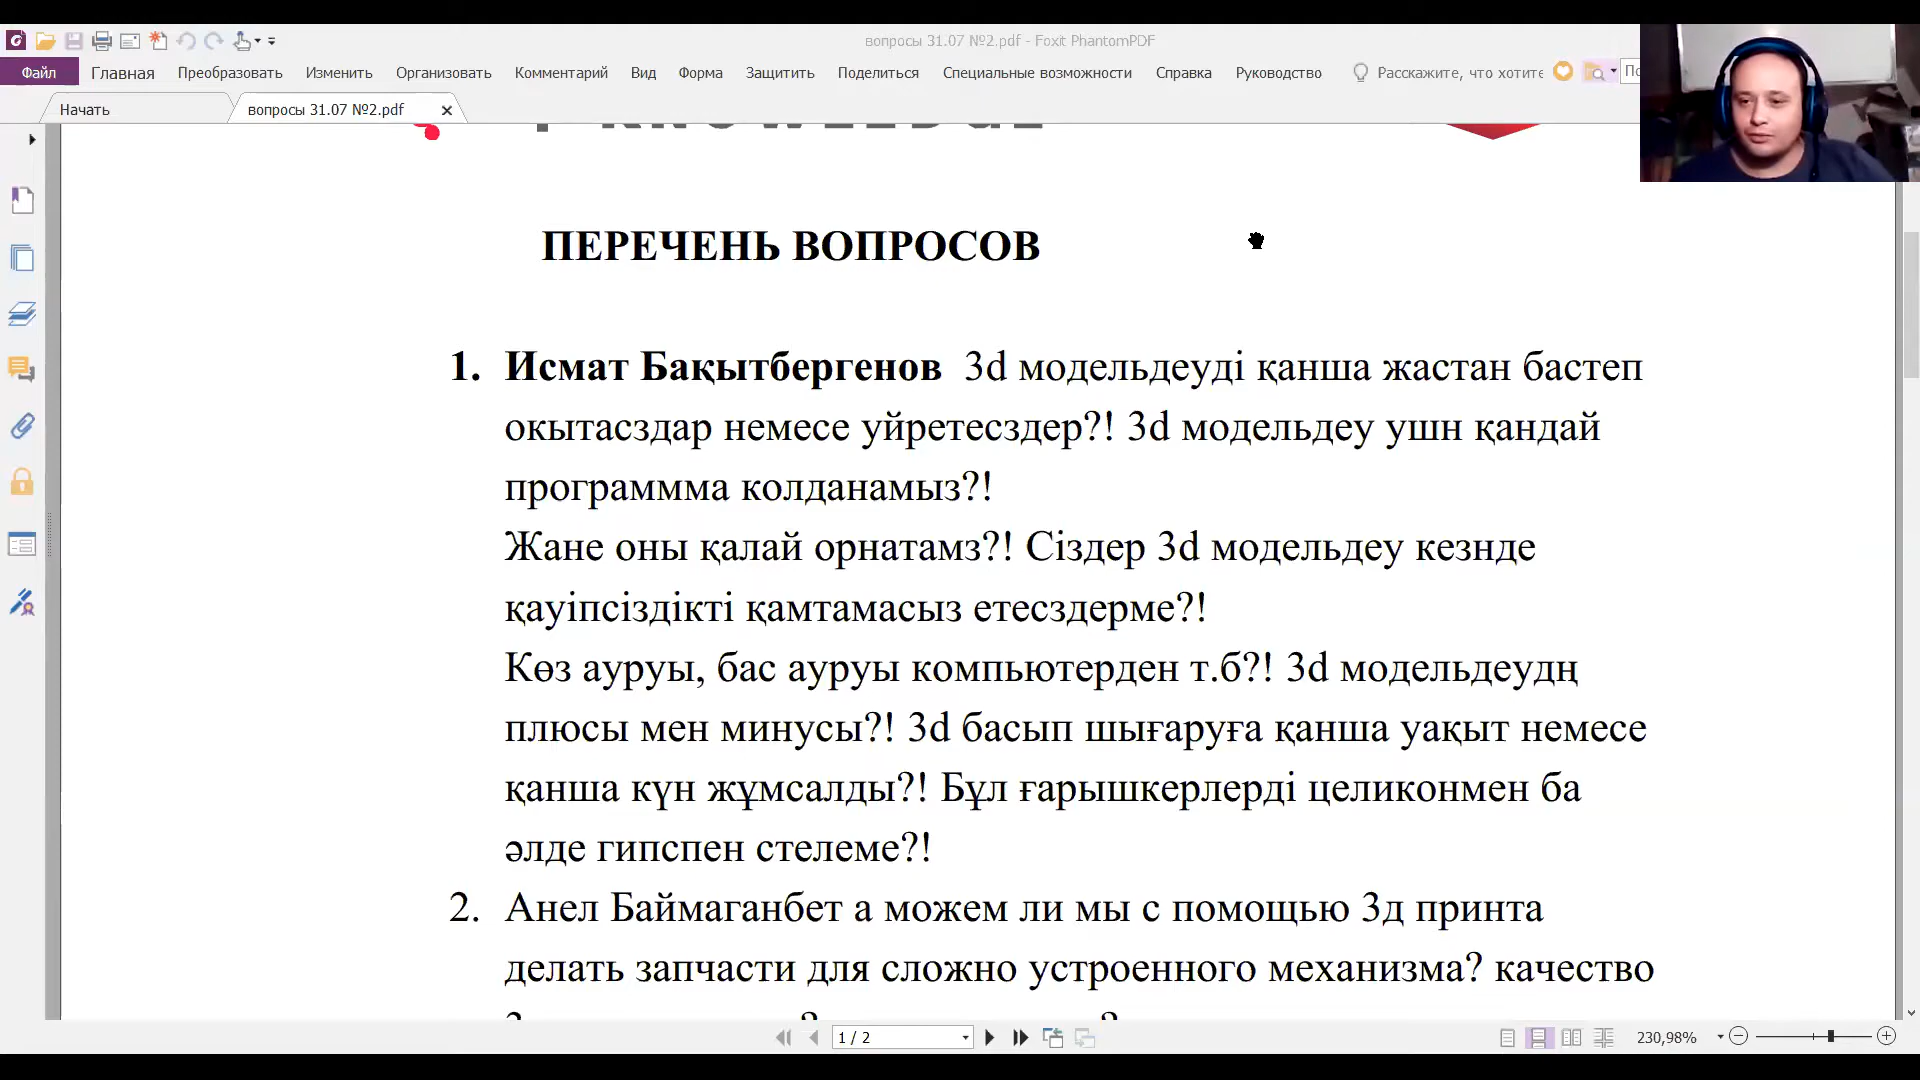 вопросы 31.07 №2.pdf - Foxit PhantomPDF
Файл Главная Преобразовать Изменить Организовать Комментарий Вид Форма Защитить Поделиться Специальные возможности Справка Руководство Расскажите, что хотите По
Начать вопросы 31.07 №2.pdf
KNOWLEDGE
ПЕРЕЧЕНЬ ВОПРОСОВ
1. Исмат Бақытбергенов 3d модельдеуді қанша жастан бастеп
окытасздар немесе уйретесздер?! 3d модельдеу ушн қандай
программма колданамыз?!
Жане оны қалай орнатамз?! Сіздер 3d модельдеу кезнде
қауіпсіздікті қамтамасыз етесздерме?!
Көз ауруы, бас ауруы компьютерден т.б?! 3d модельдеудң
плюсы мен минусы?! 3d басып шығаруға қанша уақыт немесе
қанша күн жұмсалды?! Бұл ғарышкерлерді целиконмен ба
әлде гипспен стелеме?!
2. Анел Баймаганбет а можем ли мы с помощью 3д принта
делать запчасти для сложно устроенного механизма? качество
1 / 2 230,98%